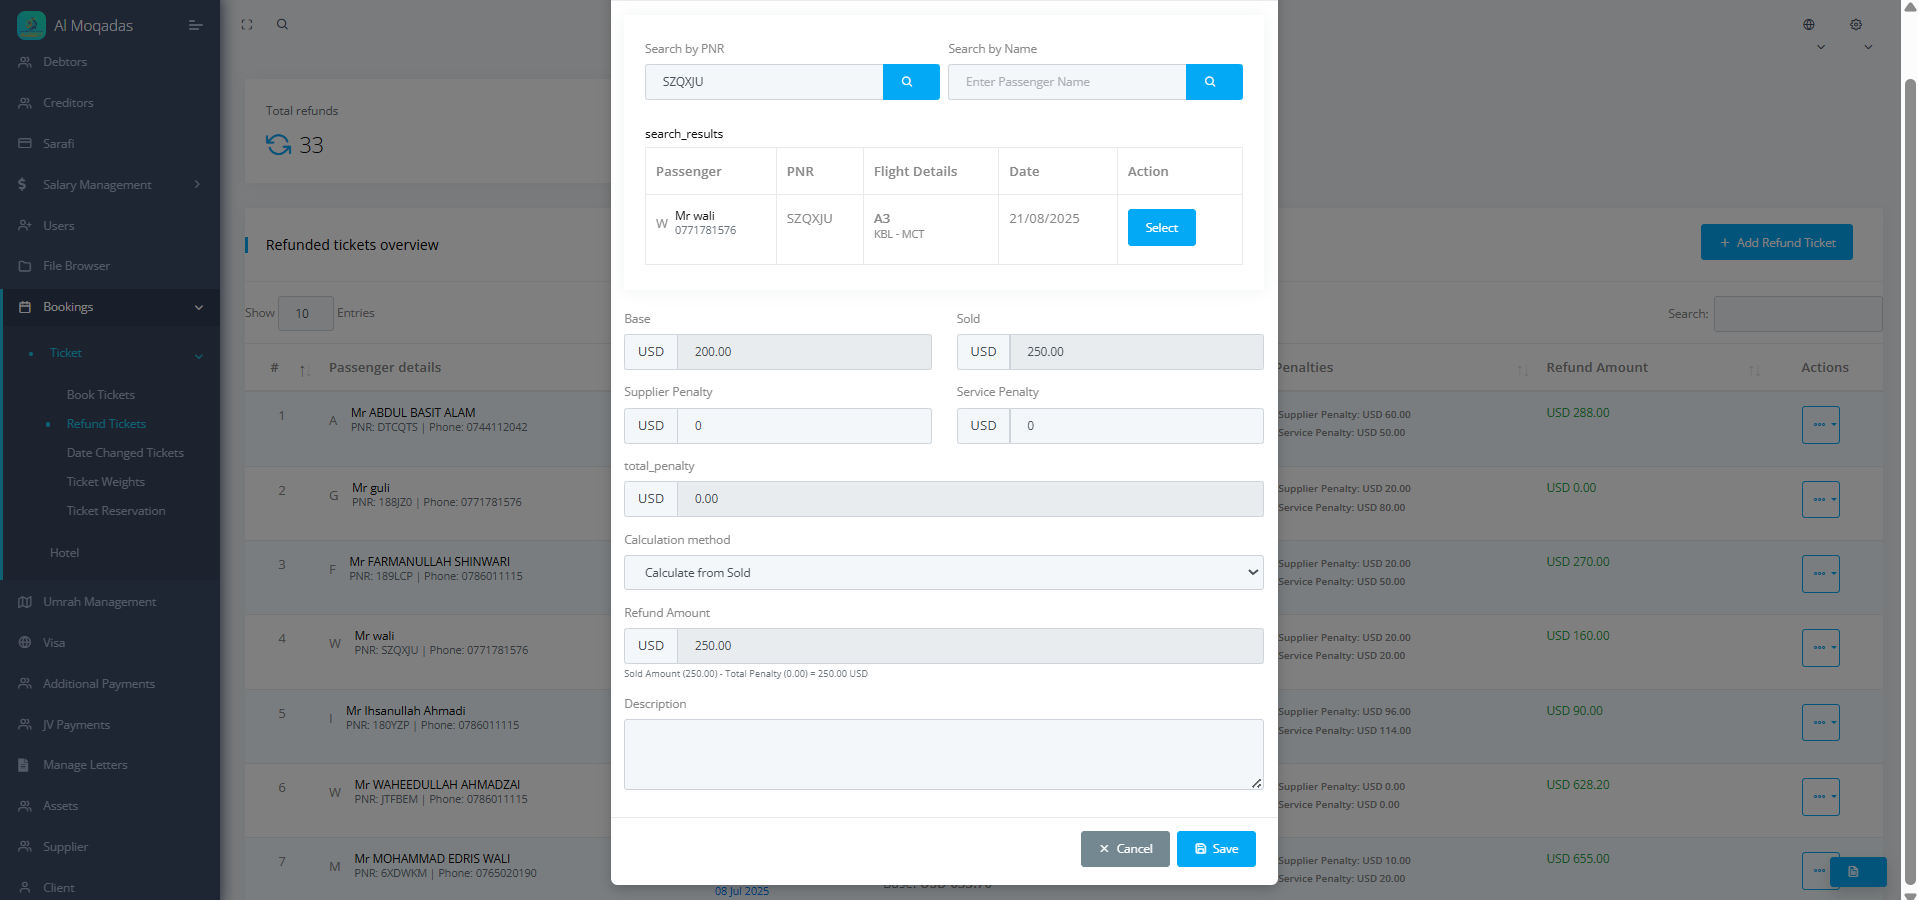 Al Moqadas
Debtors
Creditors
Sarafi
Salary Management
Users
File Browser
Bookings
Ticket
Book Tickets
Refund Tickets
Date Changed Tickets
Ticket Weights
Ticket Reservation
Hotel
Umrah Management
Visa
Additional Payments
JV Payments
Manage Letters
Assets
Supplier
Client
Total refunds
33
Refunded tickets overview
+ Add Refund Ticket
Show 10 Entries
Search:
# Passenger details
Penalties Refund Amount Actions
1 A Mr ABDUL BASIT ALAM
PNR: DTCQTS | Phone: 0744112042
Supplier Penalty: USD 60.00
Service Penalty: USD 50.00
USD 288.00
2 G Mr guli
PNR: 188JZ0 | Phone: 0771781576
Supplier Penalty: USD 20.00
Service Penalty: USD 80.00
USD 0.00
3 F Mr FARMANULLAH SHINWARI
PNR: 189LCP | Phone: 0786011115
Supplier Penalty: USD 20.00
Service Penalty: USD 50.00
USD 270.00
4 W Mr wali
PNR: SZQXJU | Phone: 0771781576
Supplier Penalty: USD 20.00
Service Penalty: USD 20.00
USD 160.00
5 I Mr Ihsanullah Ahmadi
PNR: 180YZP | Phone: 0786011115
Supplier Penalty: USD 96.00
Service Penalty: USD 114.00
USD 90.00
6 W Mr WAHEEDULLAH AHMADZAI
PNR: JTFBEM | Phone: 0786011115
Supplier Penalty: USD 0.00
Service Penalty: USD 0.00
USD 628.20
7 M Mr MOHAMMAD EDRIS WALI
PNR: 6XDWKM | Phone: 0765020190
08 Jul 2025
Supplier Penalty: USD 10.00
Service Penalty: USD 20.00
USD 655.00
Search by PNR
SZQXJU
Search by Name
Enter Passenger Name
search_results
Passenger PNR Flight Details Date Action
W Mr wali
0771781576
SZQXJU
A3
KBL - MCT
21/08/2025
Select
Base
USD 200.00
Sold
USD 250.00
Supplier Penalty
USD 0
Service Penalty
USD 0
total_penalty
USD 0.00
Calculation method
Calculate from Sold
Refund Amount
USD 250.00
Sold Amount (250.00) - Total Penalty (0.00) = 250.00 USD
Description
Cancel
Save